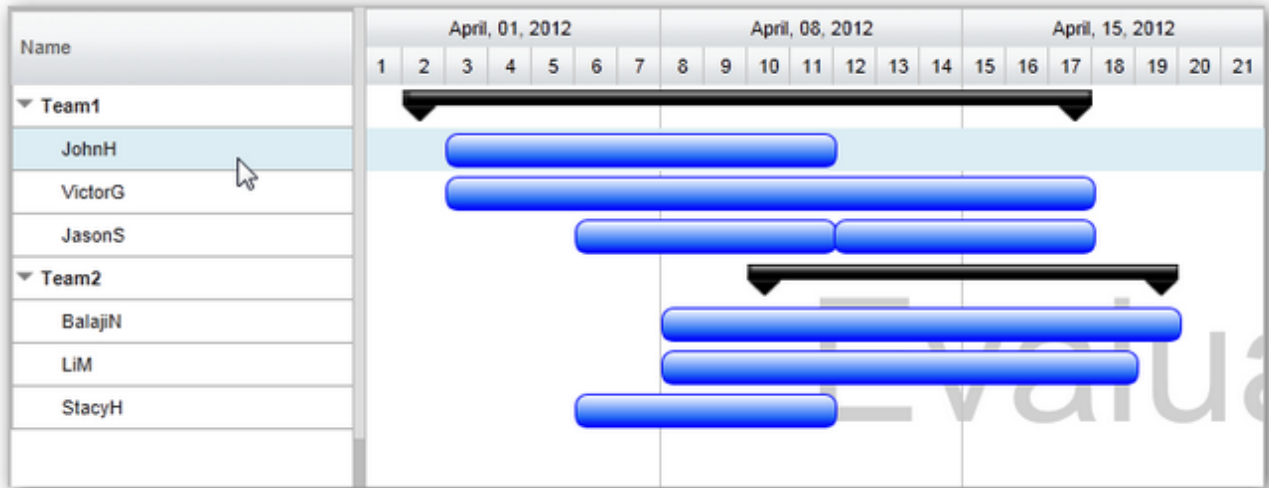 Name
April, 01, 2012 April, 08, 2012 April, 15, 2012
1 2 3 4 5 6 7 8 9 10 11 12 13 14 15 16 17 18 19 20 21
Team1
JohnH
VictorG
JasonS
Team2
BalajiN
LiM
StacyH